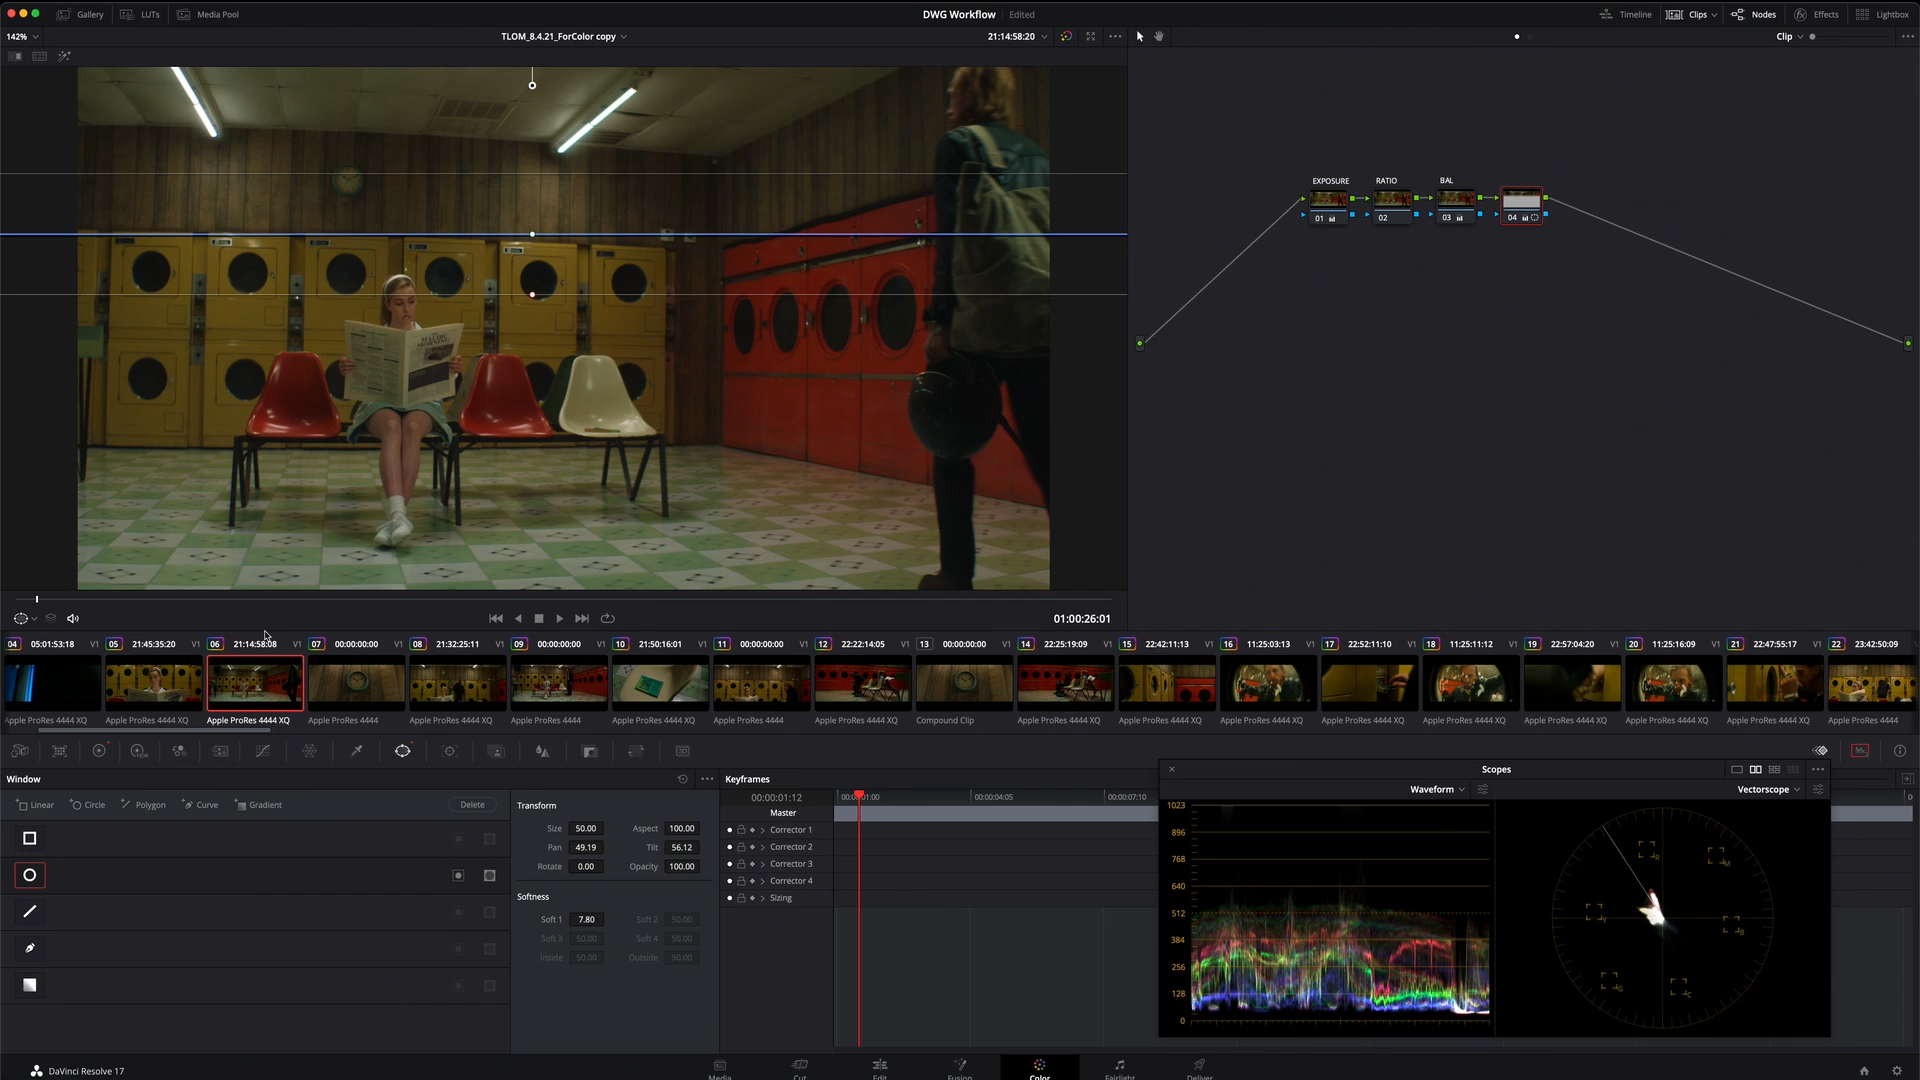 Gallery LUTs Media Pool DWG Workflow Edited Timeline Clips Nodes Effects Lightbox
142% TLOM_8.4.21_ForColor copy 21:14:58:20 Clip
EXPOSURE RATIO BAL
01 02 03 04
MALIBU
MORNING
01:00:26:01
04 05:01:53:18 V1 05 21:45:35:20 V1 06 21:14:58:08 V1 07 00:00:00:00 V1 08 21:32:25:11 V1 09 00:00:00:00 V1 10 21:50:16:01 V1 11 00:00:00:00 V1 12 22:22:14:05 V1 13 00:00:00:00 V1 14 22:25:19:09 V1 15 22:42:11:13 V1 16 11:25:03:13 V1 17 22:52:11:10 V1 18 11:25:11:12 V1 19 22:57:04:20 V1 20 11:25:16:09 V1 21 22:47:55:17 V1 22 23:42:50:09 V1
Apple ProRes 4444 XQ Apple ProRes 4444 XQ Apple ProRes 4444 XQ Apple ProRes 4444 Apple ProRes 4444 XQ Apple ProRes 4444 Apple ProRes 4444 XQ Apple ProRes 4444 Apple ProRes 4444 XQ Compound Clip Apple ProRes 4444 XQ Apple ProRes 4444 XQ Apple ProRes 4444 XQ Apple ProRes 4444 XQ Apple ProRes 4444 XQ Apple ProRes 4444 XQ Apple ProRes 4444 XQ Apple ProRes 4444 XQ Apple ProRes 4444
Window
Linear Circle Polygon Curve Gradient Delete
Transform
Size 50.00 Aspect 100.00
Pan 49.19 Tilt 56.12
Rotate 0.00 Opacity 100.00
Softness
Soft 1 7.80 Soft 2 50.00
Soft 3 50.00 Soft 4 50.00
Inside 50.00 Outside 50.00
Keyframes
00:00:01:12 00:00:04:05 00:00:07:10
Master
Corrector 1
Corrector 2
Corrector 3
Corrector 4
Sizing
Scopes
Waveform Vectorscope
1023
896
768
640
512
384
256
128
0
R M
Y B
G C
DaVinci Resolve 17 Media Cut Edit Fusion Color Fairlight Deliver